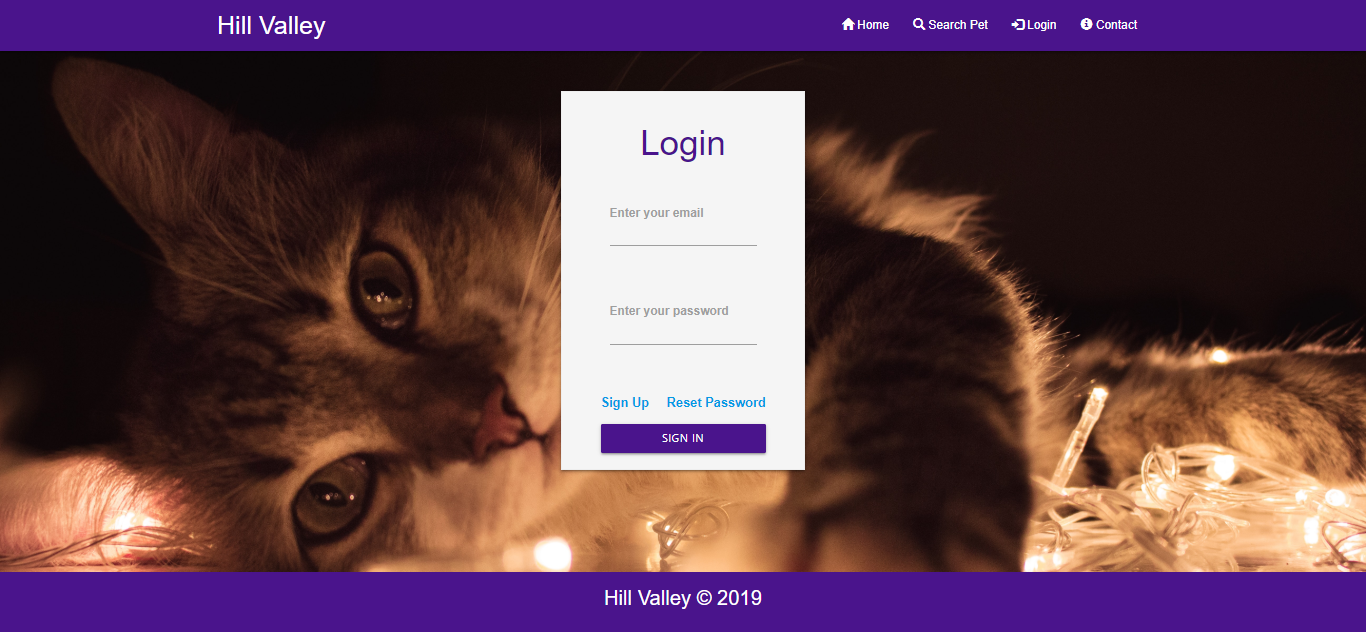 Hill Valley
Home Search Pet Login Contact
Login
Enter your email
Enter your password
Sign Up Reset Password
SIGN IN
Hill Valley © 2019